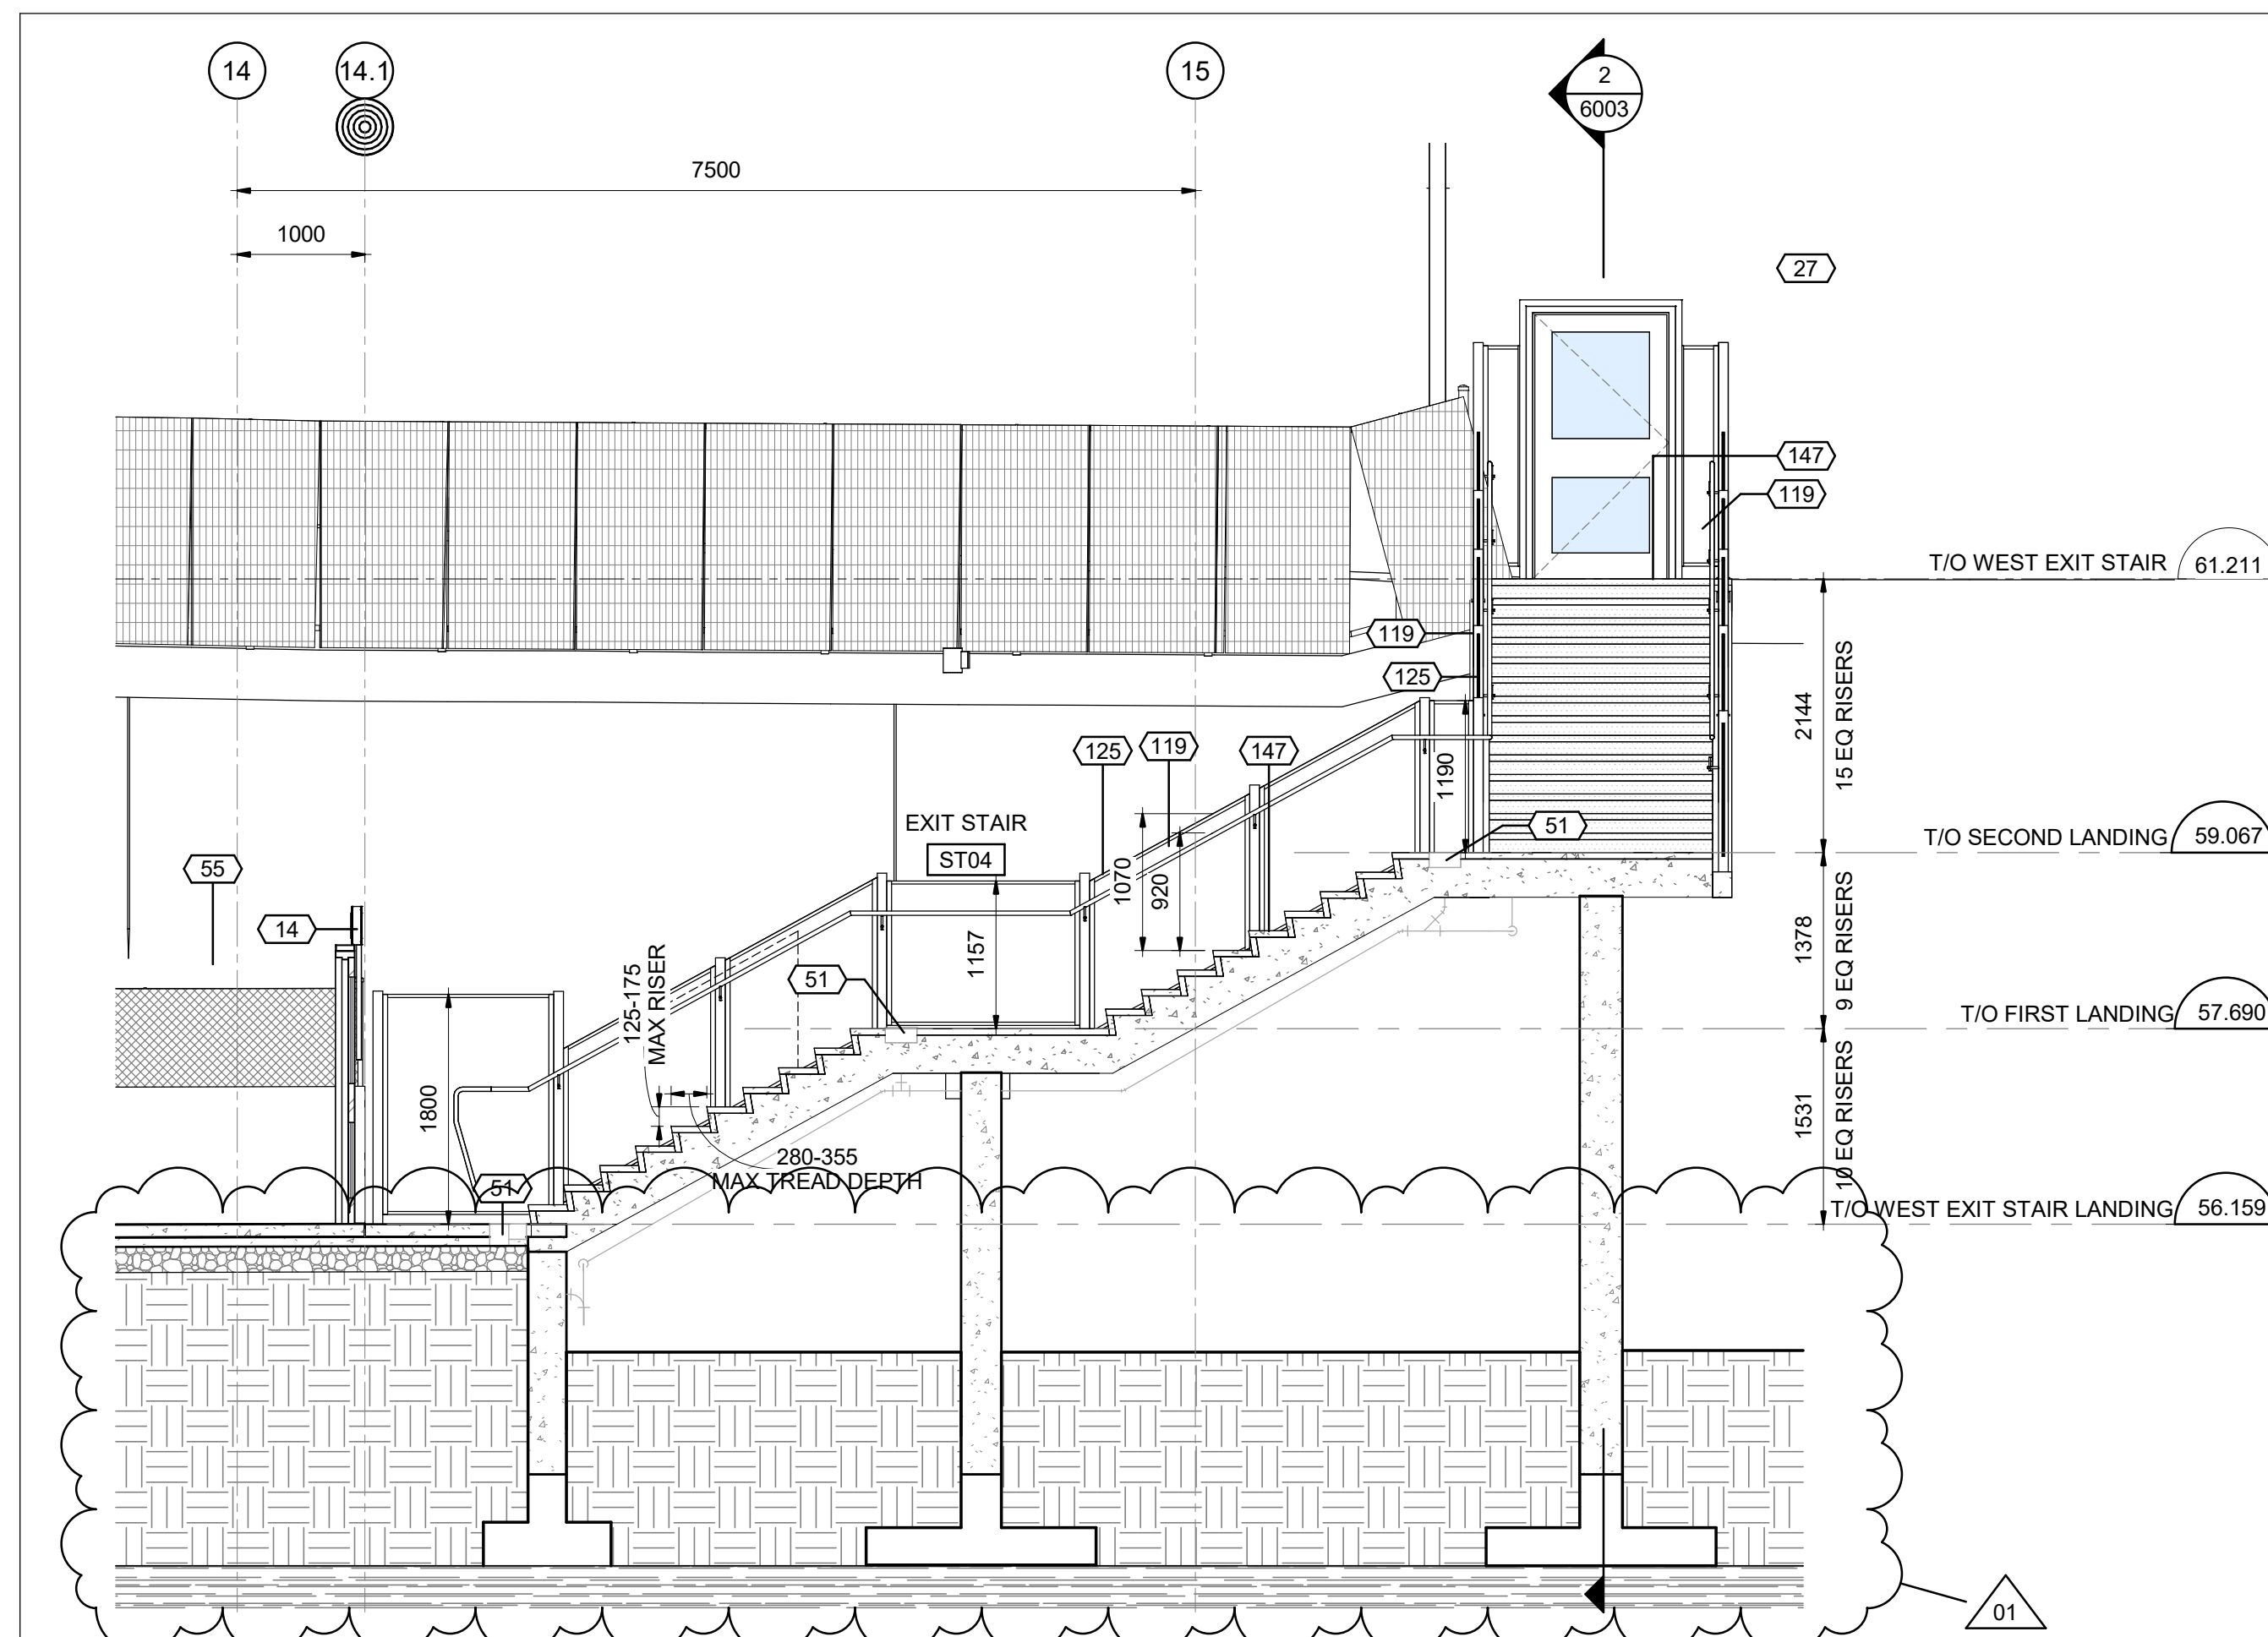 14
14.1
15
2
6003
7500
1000
27
147
119
T/O WEST EXIT STAIR 61.211
119
125
2144
15 EQ RISERS
125
119
147
1190
51
EXIT STAIR
ST04
T/O SECOND LANDING 59.067
55
14
1070
920
1157
1378
9 EQ RISERS
125-175
MAX RISER
51
T/O FIRST LANDING 57.690
1800
1531
10 EQ RISERS
280-355
MAX TREAD DEPTH
51
T/O WEST EXIT STAIR LANDING 56.159
01